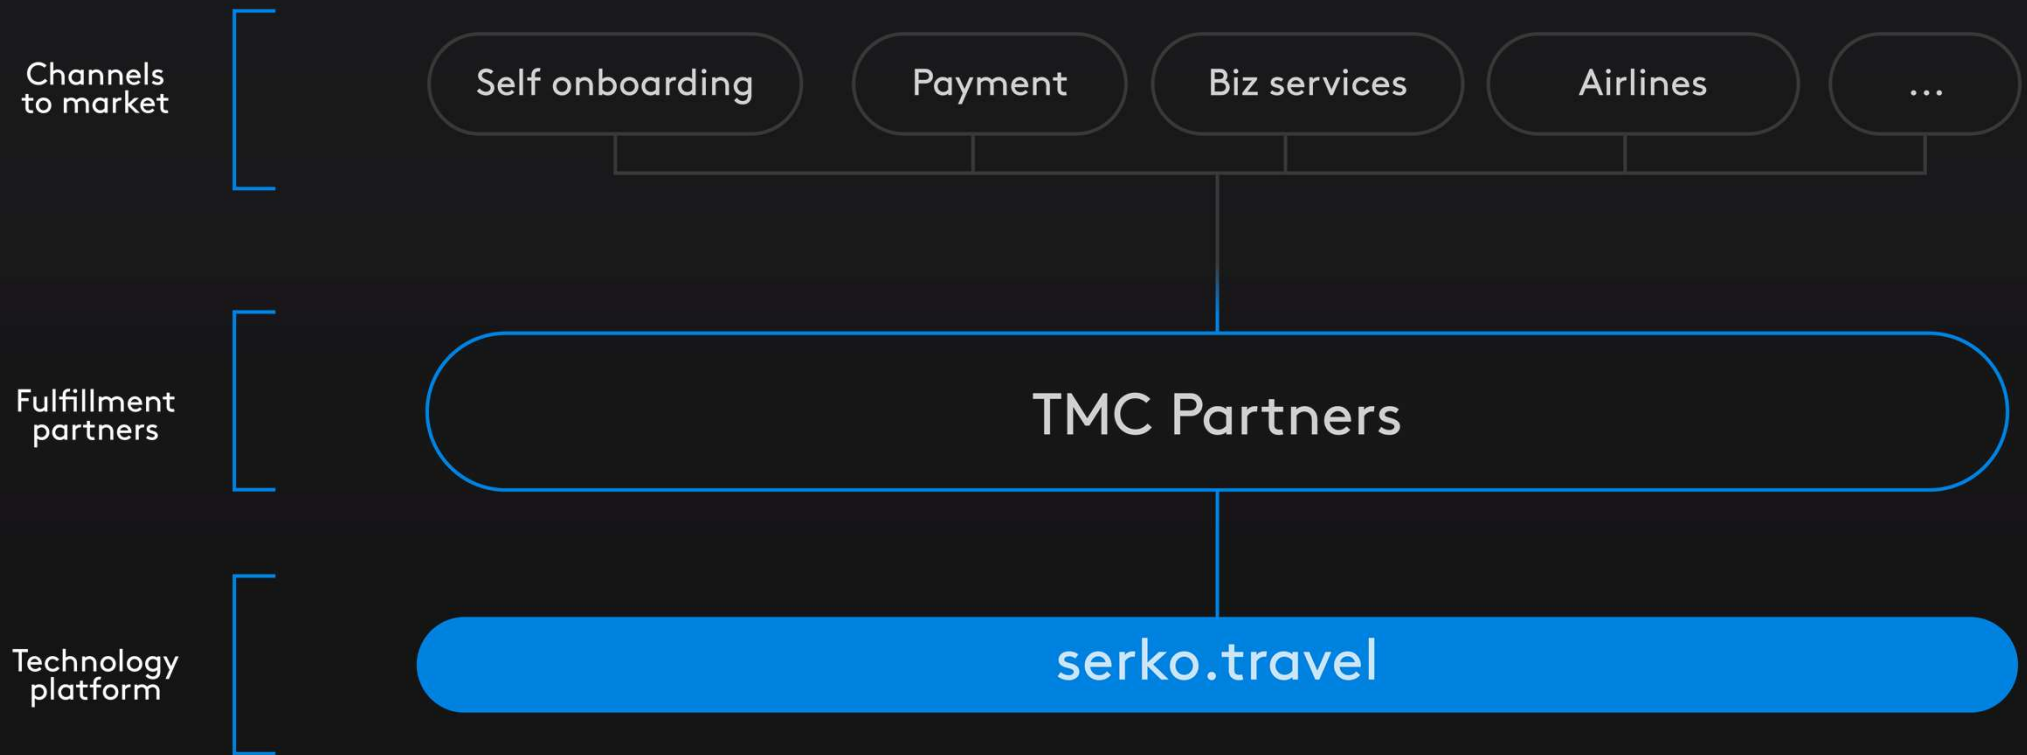 Channels
to market
Self onboarding
Payment
Biz services
Airlines
...
Fulfillment
partners
TMC Partners
Technology
platform
serko.travel